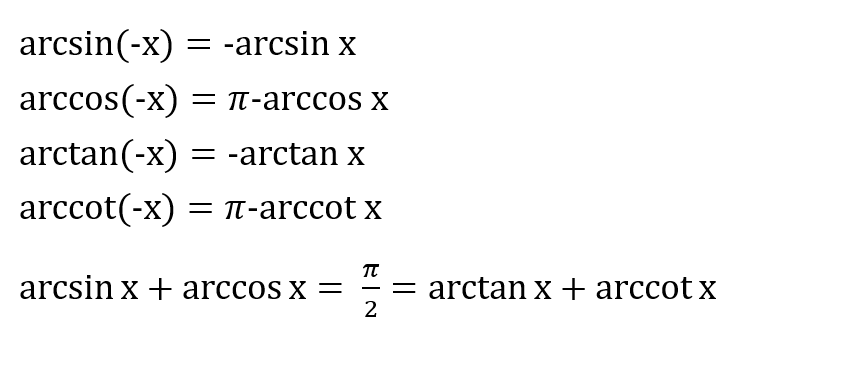 arcsin(-x) = -arcsin x
arccos(-x) = π-arccos x
arctan(-x) = -arctan x
arccot(-x) = π-arccot x
arcsin x + arccos x = π/2 = arctan x + arccot x